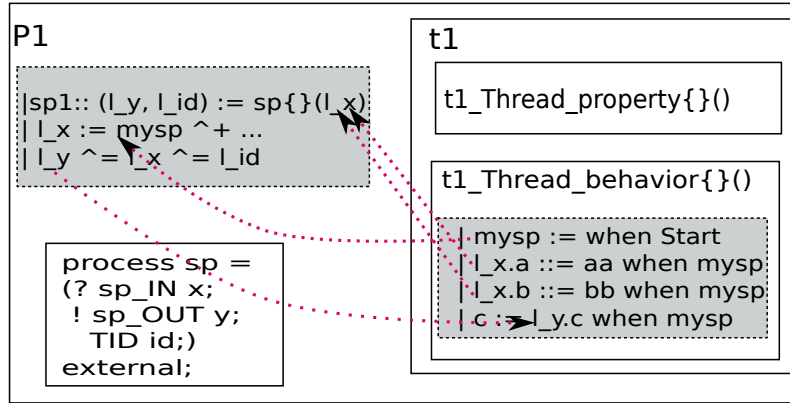 P1
|sp1:: (l_y, l_id) := sp{}(l_x)
| l_x := mysp ^+ ...
| l_y ^= l_x ^= l_id
process sp =
(? sp_IN x;
! sp_OUT y;
TID id;)
external;
t1
t1_Thread_property{}()
t1_Thread_behavior{}()
| mysp := when Start
| l_x.a ::= aa when mysp
| l_x.b ::= bb when mysp
| c := l_y.c when mysp